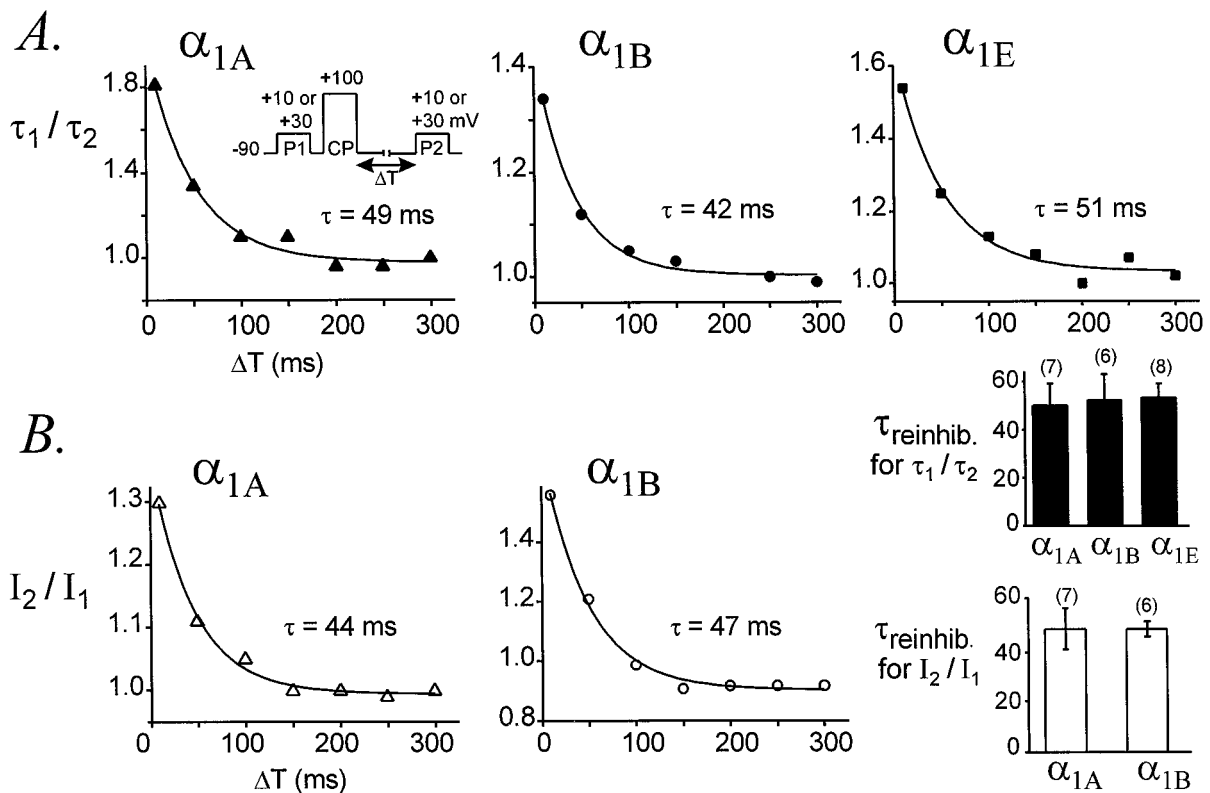 A.
α1A
τ1 / τ2
1.8
1.4
1.0
0
100
200
300
ΔT (ms)
+100
+10 or
+30
-90
P1
CP
+10 or
+30 mV
P2
ΔT
τ = 49 ms
α1B
1.4
1.3
1.2
1.1
1.0
0
100
200
300
τ = 42 ms
α1E
1.6
1.4
1.2
1.0
0
100
200
300
τ = 51 ms
τreinhib.
for τ1 / τ2
60
40
20
0
(7)
(6)
(8)
α1A
α1B
α1E
B.
α1A
I2 / I1
1.3
1.2
1.1
1.0
0
100
200
300
ΔT (ms)
τ = 44 ms
α1B
1.4
1.2
1.0
0.8
0
100
200
300
τ = 47 ms
τreinhib.
for I2 / I1
60
40
20
0
(7)
(6)
α1A
α1B